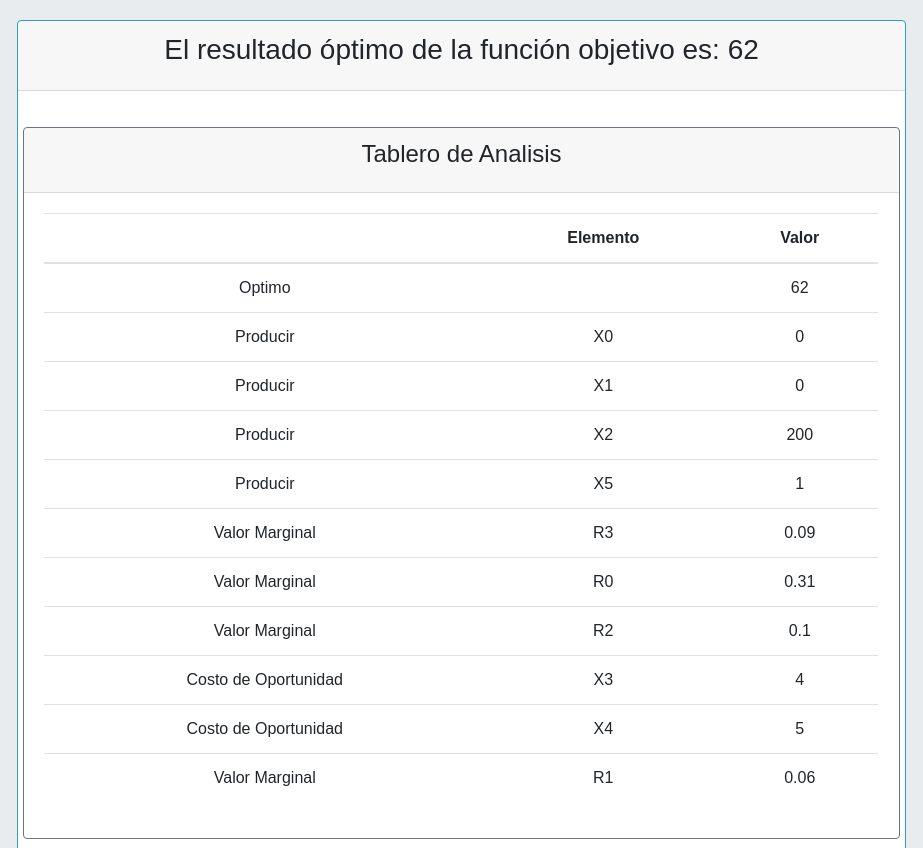 El resultado óptimo de la función objetivo es: 62
Tablero de Analisis
Elemento Valor
Optimo 62
Producir X0 0
Producir X1 0
Producir X2 200
Producir X5 1
Valor Marginal R3 0.09
Valor Marginal R0 0.31
Valor Marginal R2 0.1
Costo de Oportunidad X3 4
Costo de Oportunidad X4 5
Valor Marginal R1 0.06